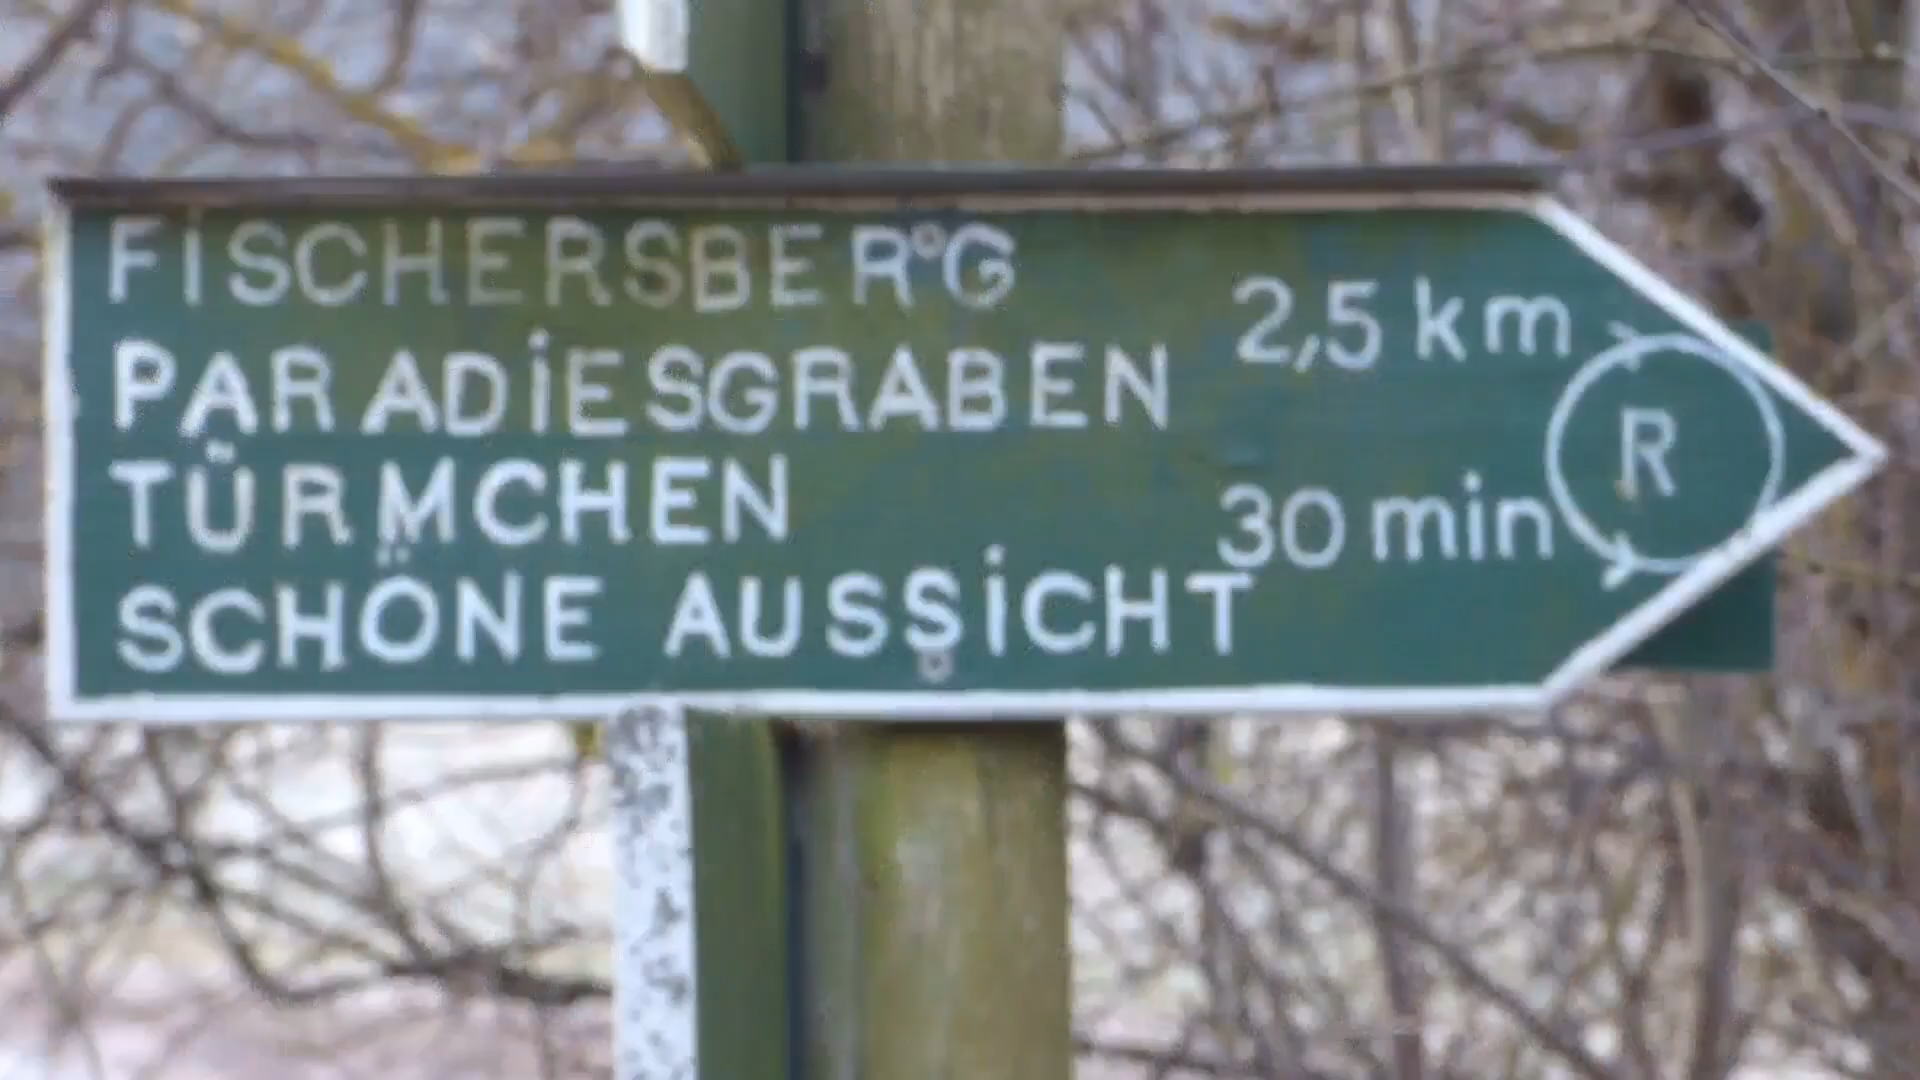 FISCHERSBERG
PARADIESGRABEN 2,5 km
TÜRMCHEN 30 min
SCHÖNE AUSSICHT
R